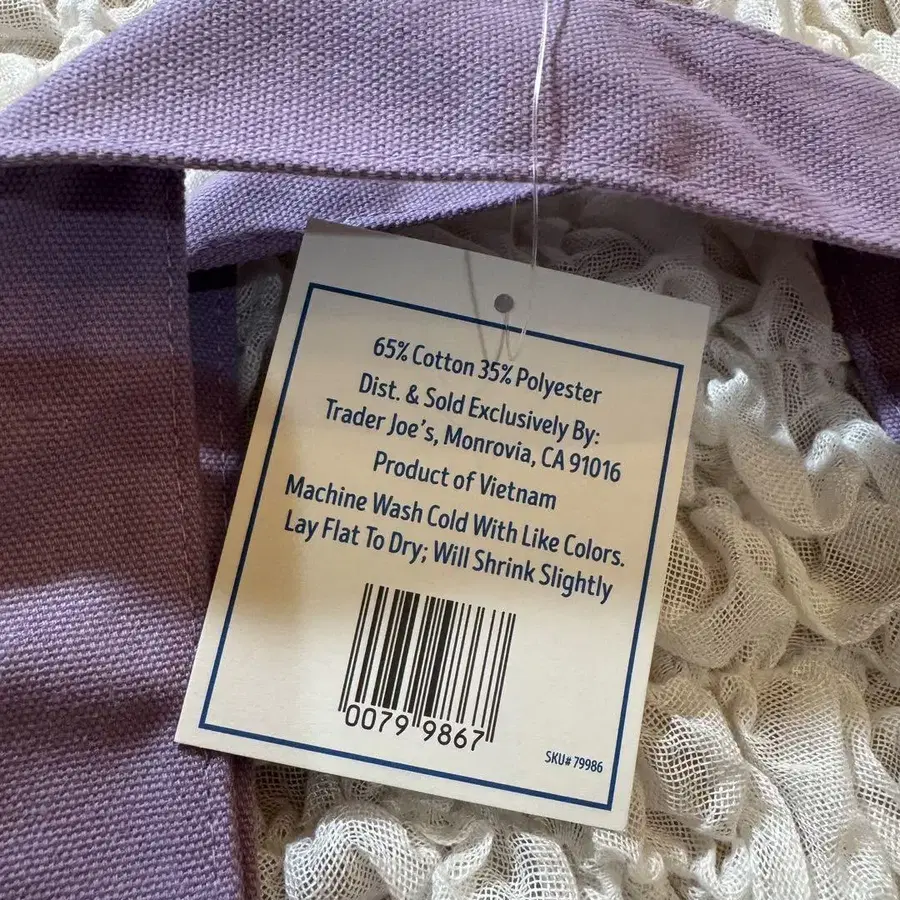 65% Cotton 35% Polyester
Dist. & Sold Exclusively By:
Trader Joe's, Monrovia, CA 91016
Product of Vietnam
Machine Wash Cold With Like Colors.
Lay Flat To Dry; Will Shrink Slightly
0079 9867
SKU# 79986